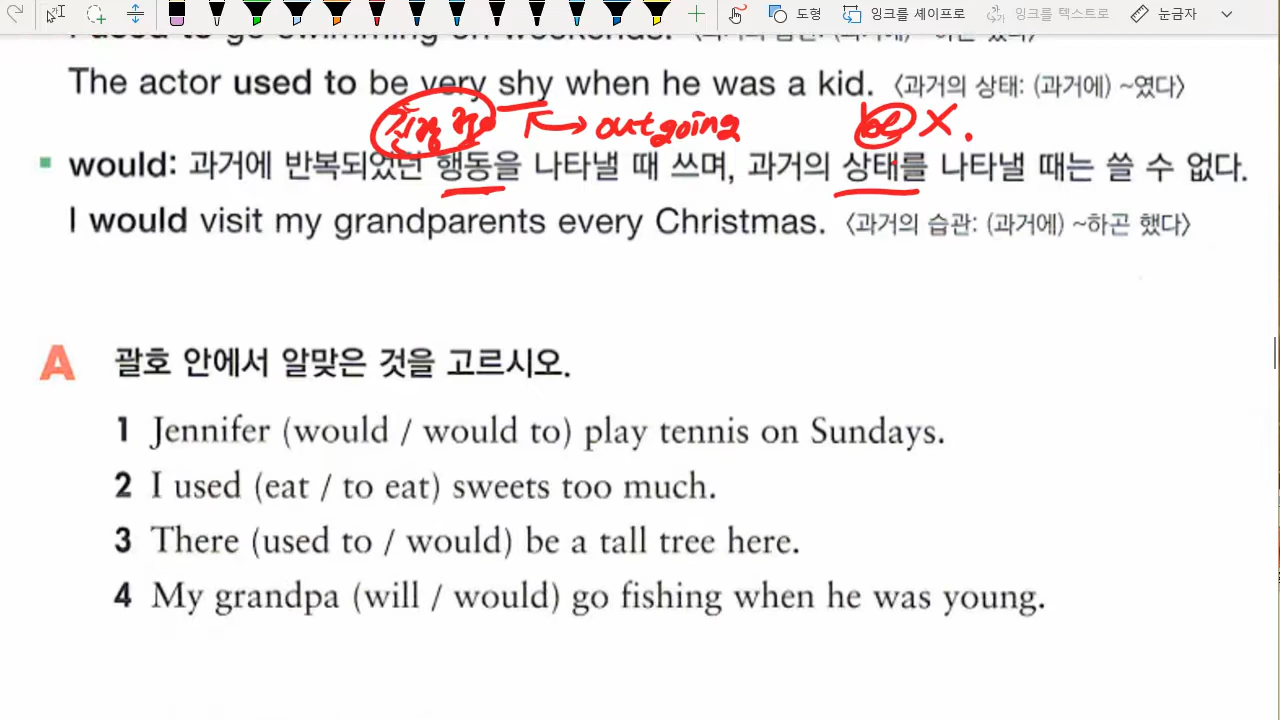 도형 잉크를 셰이프로 잉크를 텍스트로 눈금자
I used to go swimming on weekends.
The actor used to be very shy when he was a kid. 〈과거의 상태: (과거에) ~였다〉
outgoing be X.
would: 과거에 반복되었던 행동을 나타낼 때 쓰며, 과거의 상태를 나타낼 때는 쓸 수 없다.
I would visit my grandparents every Christmas. 〈과거의 습관: (과거에) ~하곤 했다〉
A 괄호 안에서 알맞은 것을 고르시오.
1 Jennifer (would / would to) play tennis on Sundays.
2 I used (eat / to eat) sweets too much.
3 There (used to / would) be a tall tree here.
4 My grandpa (will / would) go fishing when he was young.